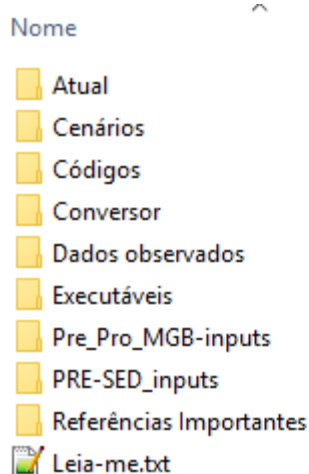 Nome
Atual
Cenários
Códigos
Conversor
Dados observados
Executáveis
Pre_Pro_MGB-inputs
PRE-SED_inputs
Referências Importantes
Leia-me.txt